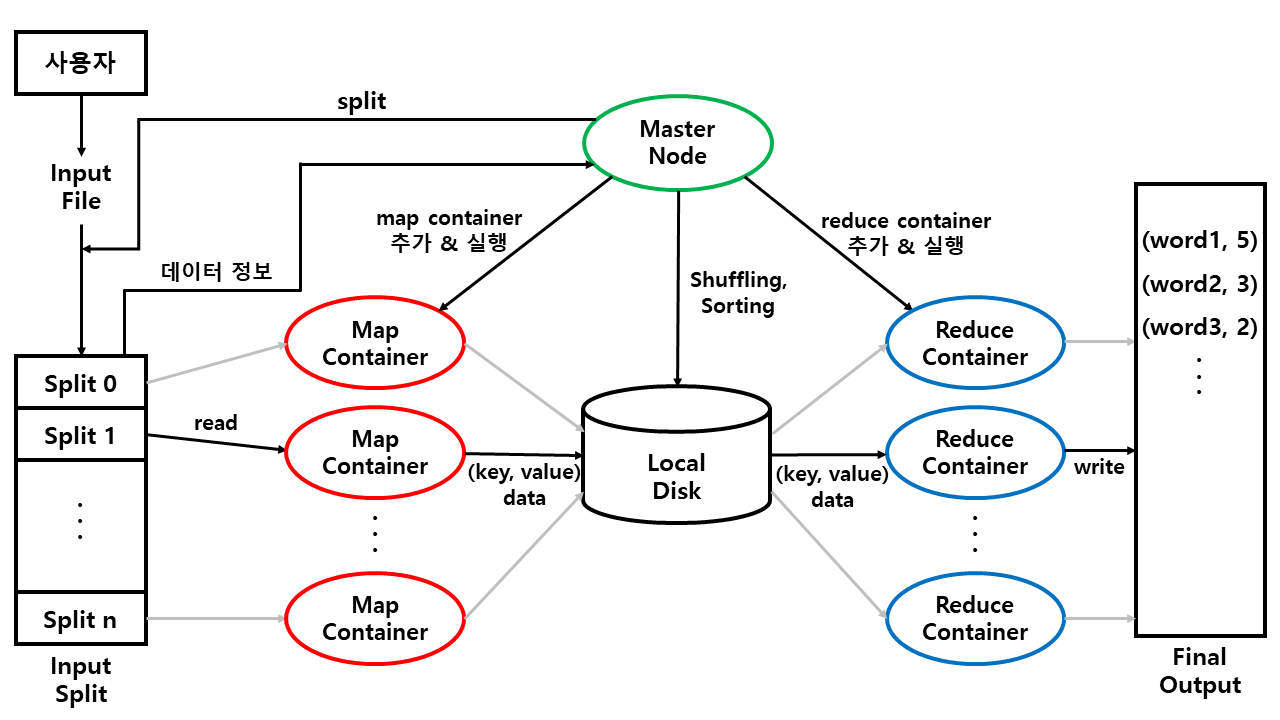 사용자
split
Master
Node
Input
File
map container
추가 & 실행
reduce container
추가 & 실행
데이터 정보
Shuffling,
Sorting
(word1, 5)
(word2, 3)
(word3, 2)
Map
Container
Reduce
Container
Split 0
Split 1
read
Map
Container
(key, value)
data
Local
Disk
(key, value)
data
Reduce
Container
write
Split n
Map
Container
Reduce
Container
Input
Split
Final
Output